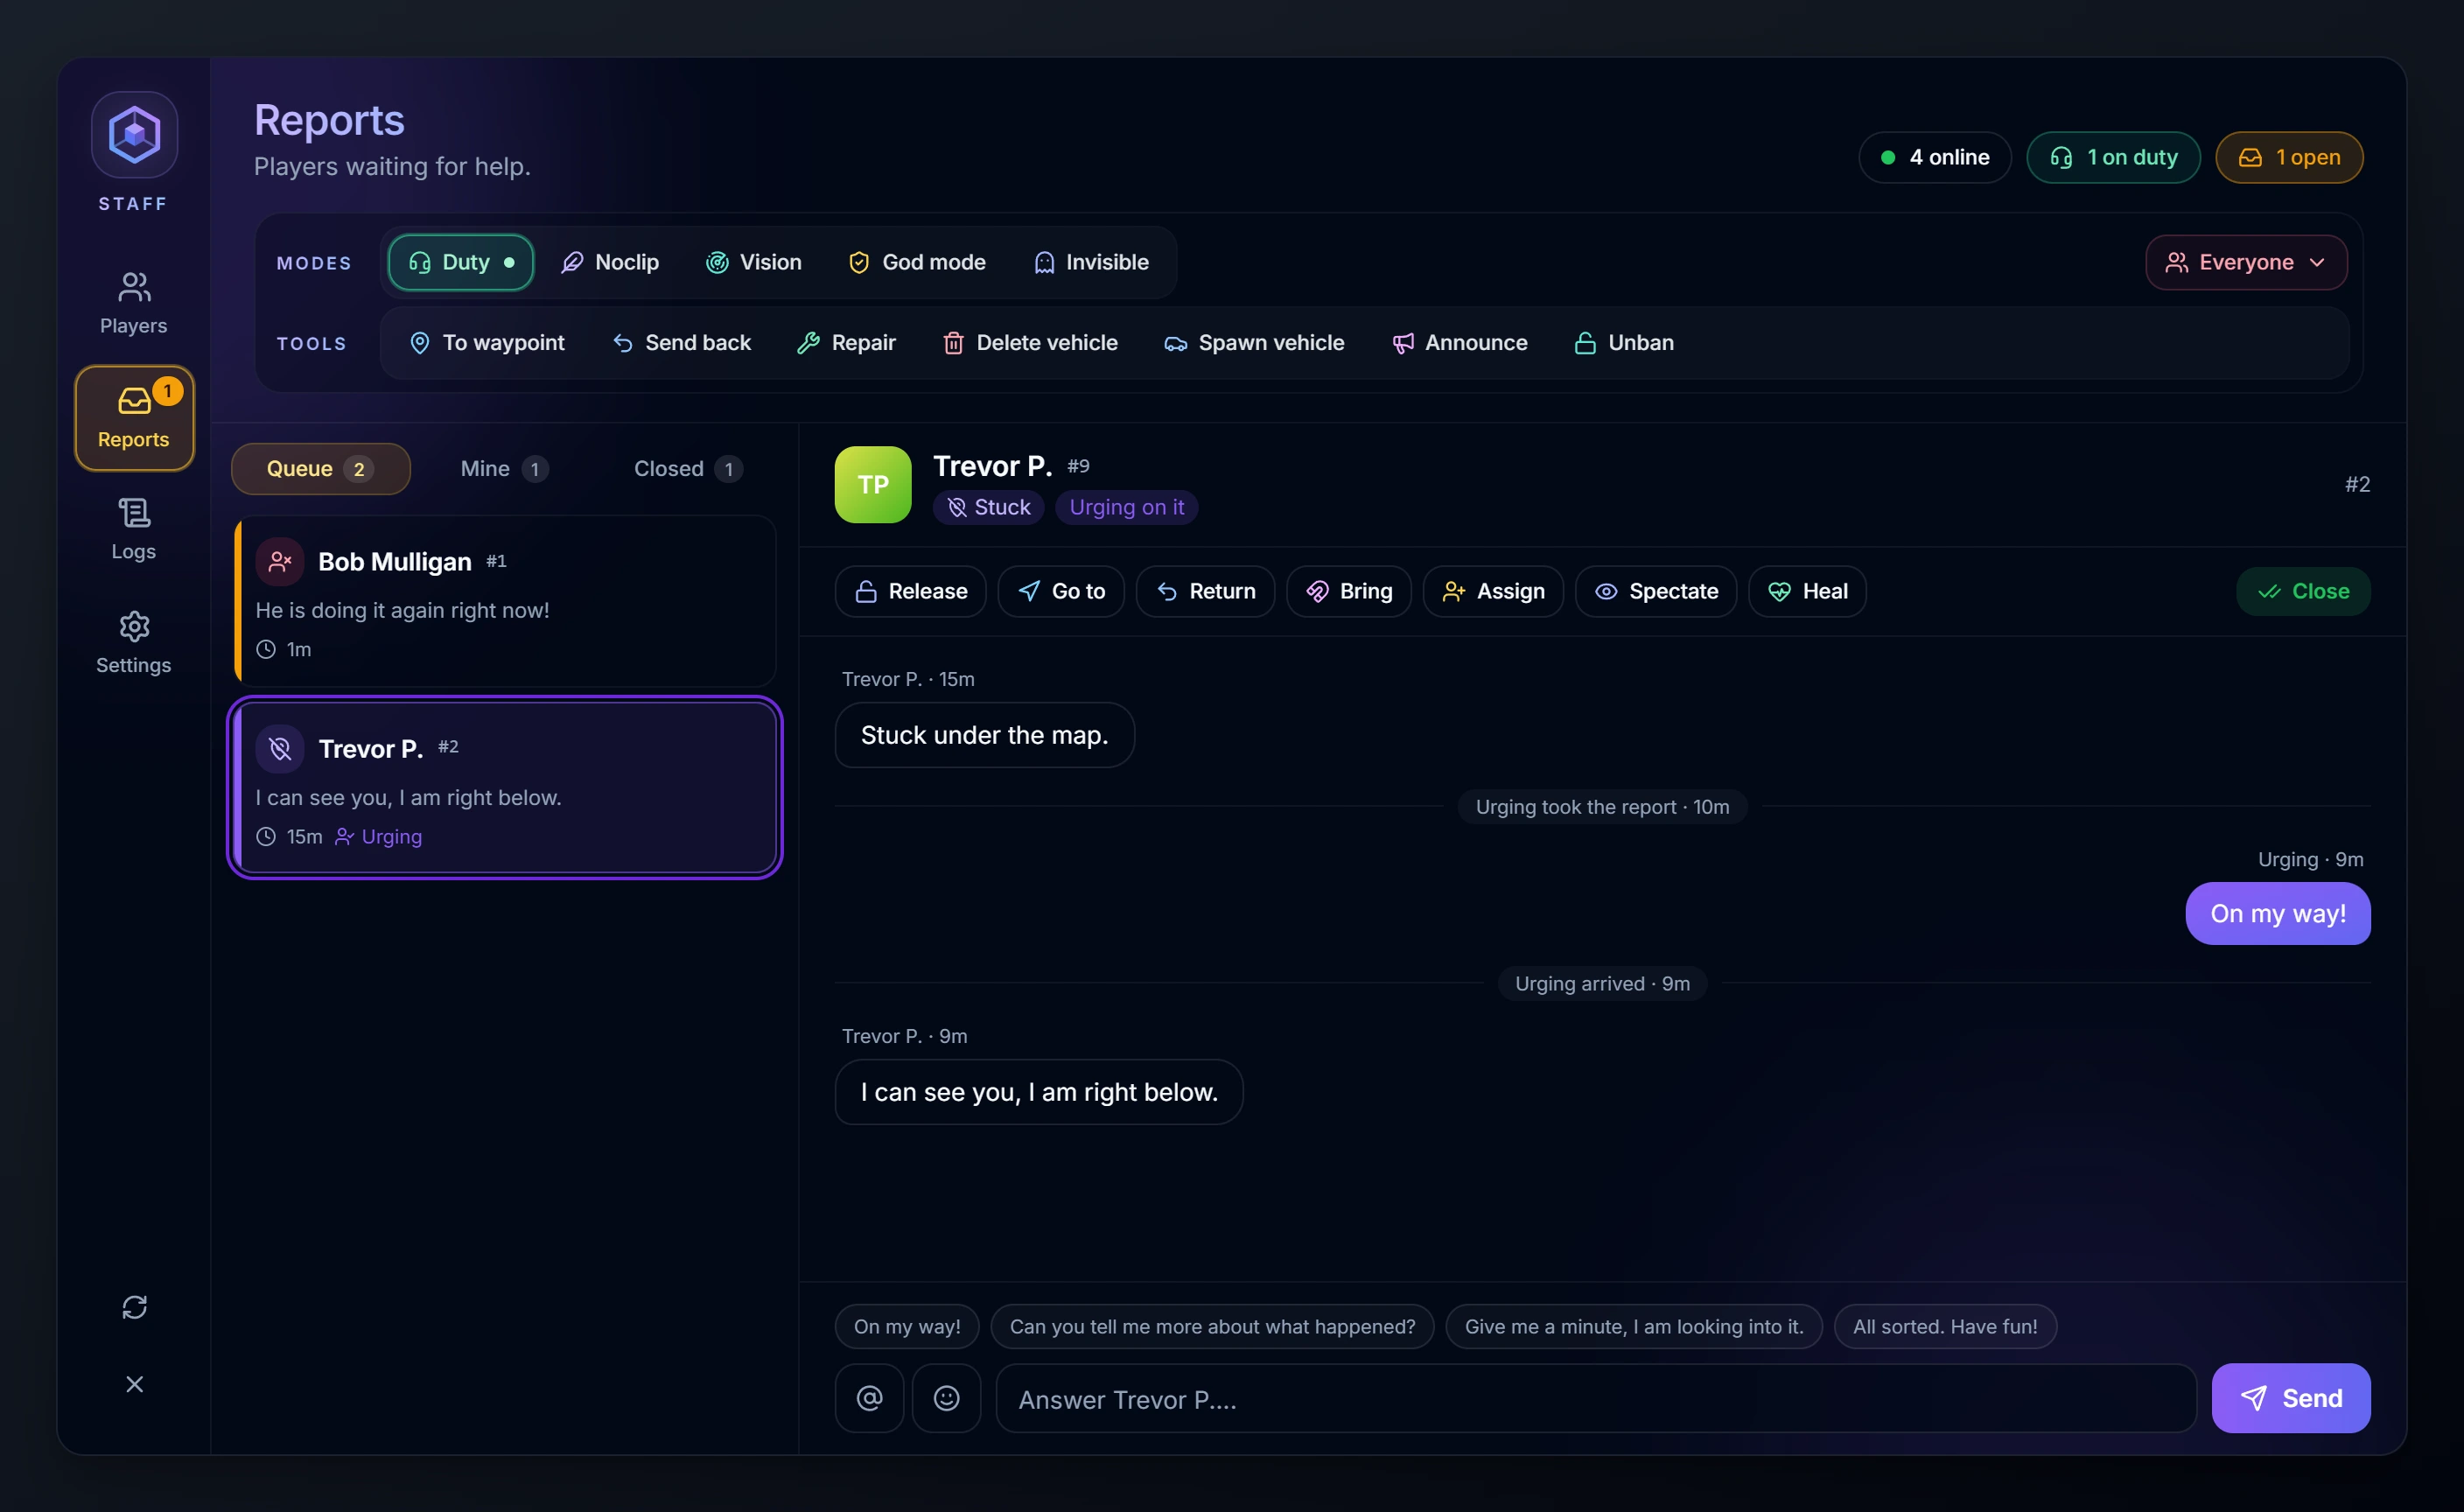 STAFF
Players
1
Reports
Logs
Settings
Reports
Players waiting for help.
4 online
1 on duty
1 open
MODES
Duty
Noclip
Vision
God mode
Invisible
Everyone
TOOLS
To waypoint
Send back
Repair
Delete vehicle
Spawn vehicle
Announce
Unban
Queue 2
Mine 1
Closed 1
Bob Mulligan #1
He is doing it again right now!
1m
Trevor P. #2
I can see you, I am right below.
15m Urging
TP
Trevor P. #9
Stuck
Urging on it
#2
Release
Go to
Return
Bring
Assign
Spectate
Heal
Close
Trevor P. · 15m
Stuck under the map.
Urging took the report · 10m
Urging · 9m
On my way!
Urging arrived · 9m
Trevor P. · 9m
I can see you, I am right below.
On my way!
Can you tell me more about what happened?
Give me a minute, I am looking into it.
All sorted. Have fun!
Answer Trevor P....
Send